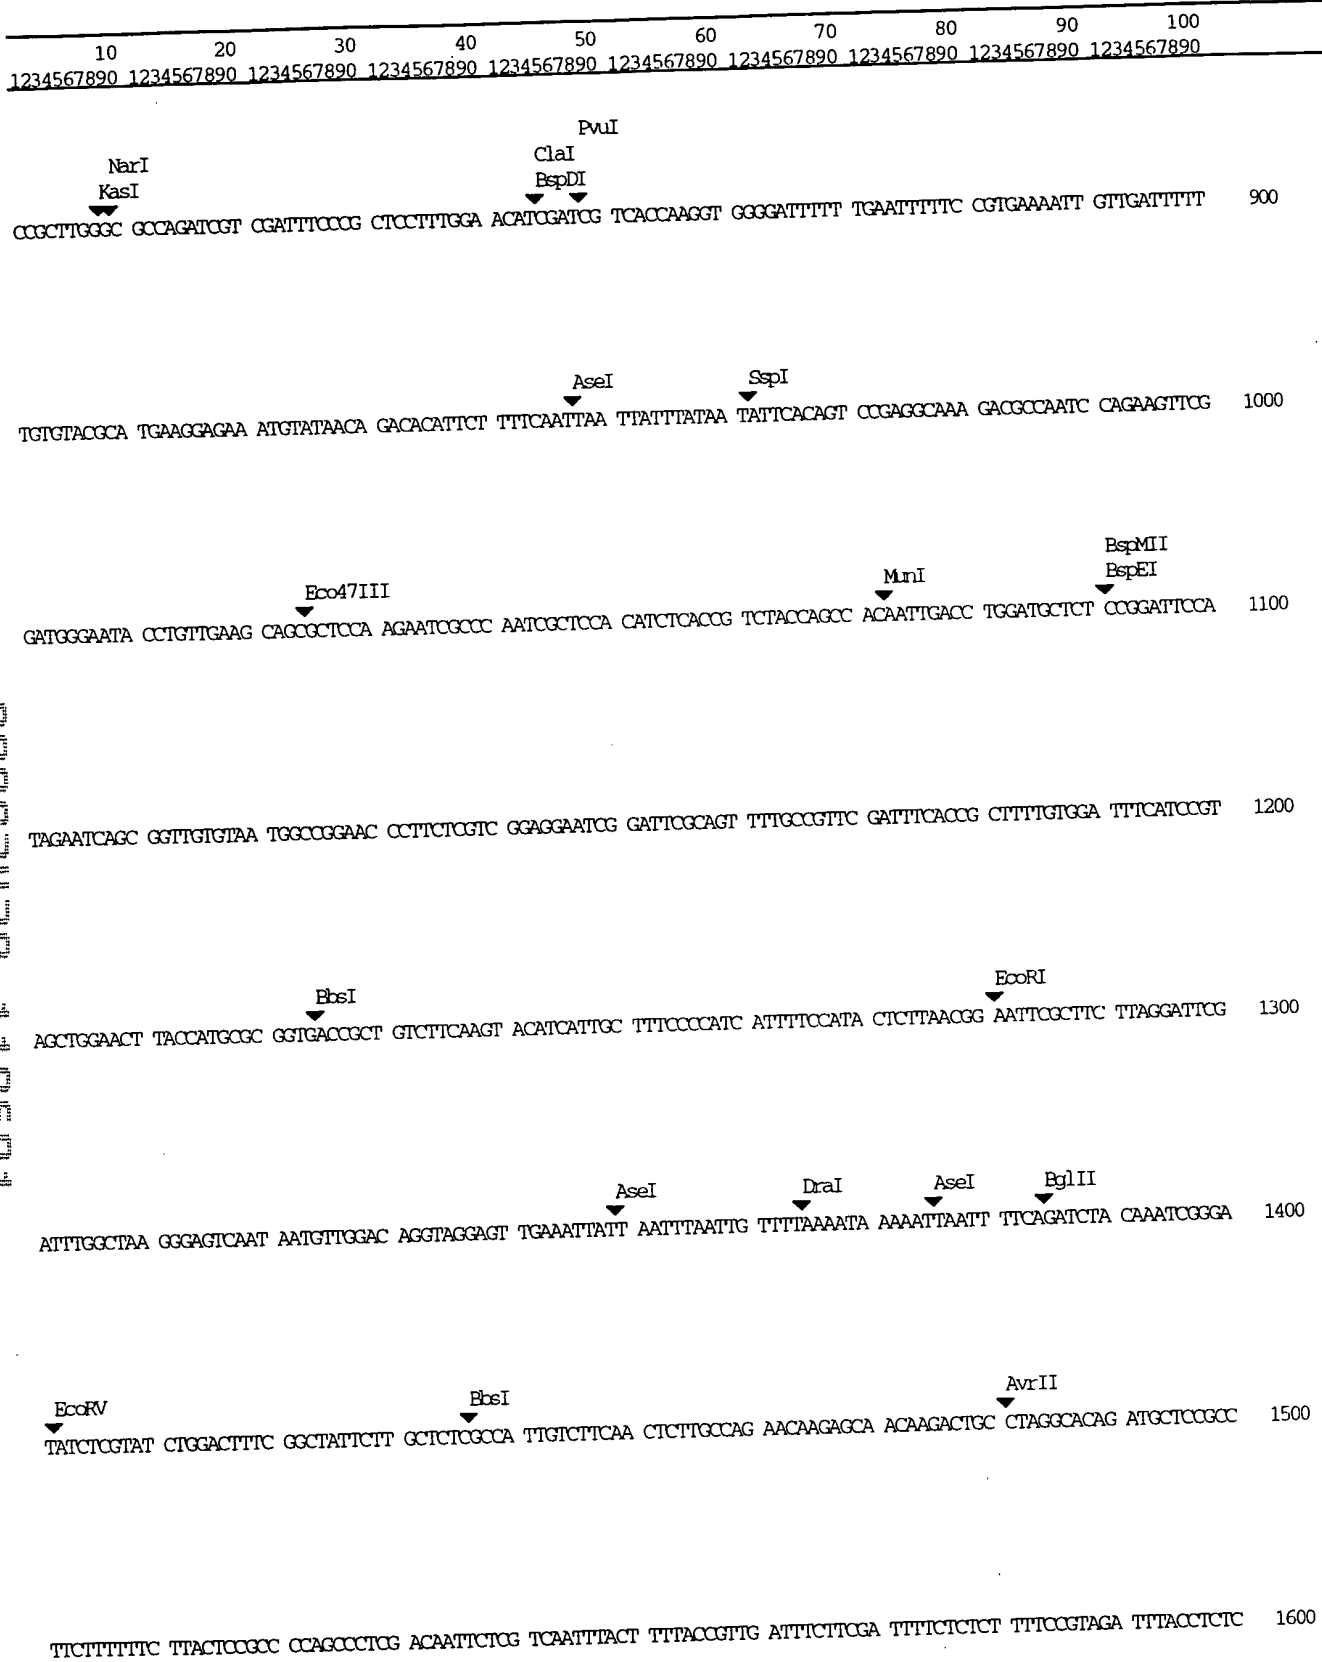 10 20 30 40 50 60 70 80 90 100
1234567890 1234567890 1234567890 1234567890 1234567890 1234567890 1234567890 1234567890 1234567890 1234567890
PvuI
NarI ClaI
KasI BspDI
CCGCTTGGGC GCCAGATCGT CGATTTCCCG CTCCTTTGGA ACATCGATCG TCACCAAGGT GGGGATTTTT TGAATTTTTC CGTGAAAATT GTTGATTTTT 900
AseI SspI
TGTGTACGCA TGAAGGAGAA ATGTATAACA GACACATTCT TTTCAATTAA TTATTTATAA TATTCACAGT CCGAGGCAAA GACGCCAATC CAGAAGTTCG 1000
BspMII
Eco47III MunI BspEI
GATGGGAATA CCTGTTGAAG CAGCGCTCCA AGAATCGCCC AATCGCTCCA CATCTCACCG TCTACCAGCC ACAATTGACC TGGATGCTCT CCGGATTCCA 1100
TAGAATCAGC GGTTGTGTAA TGGCCGGAAC CCTTCTCGTC GGAGGAATCG GATTCGCAGT TTTGCCGTTC GATTTCACCG CTTTTGTGGA TTTCATCCGT 1200
BbsI EcoRI
AGCTGGAACT TACCATGCGC GGTGACCGCT GTCTTCAAGT ACATCATTGC TTTCCCCATC ATTTTCCATA CTCTTAACGG AATTCGCTTC TTAGGATTCG 1300
AseI DraI AseI BglII
ATTTGGCTAA GGGAGTCAAT AATGTTGGAC AGGTAGGAGT TGAAATTATT AATTTAATTG TTTTAAAATA AAAATTAATT TTCAGATCTA CAAATCGGGA 1400
EcoRV BbsI AvrII
TATCTCGTAT CTGGACTTTC GGCTATTCTT GCTCTCGCCA TTGTCTTCAA CTCTTGCCAG AACAAGAGCA ACAAGACTGC CTAGGCACAG ATGCTCCGCC 1500
TTCTTTTTTC TTACTCCGCC CCAGCCCTCG ACAATTCTCG TCAATTTACT TTTACCGTTG ATTTCTTCGA TTTTCTCTCT TTTCCGTAGA TTTACCTCTC 1600